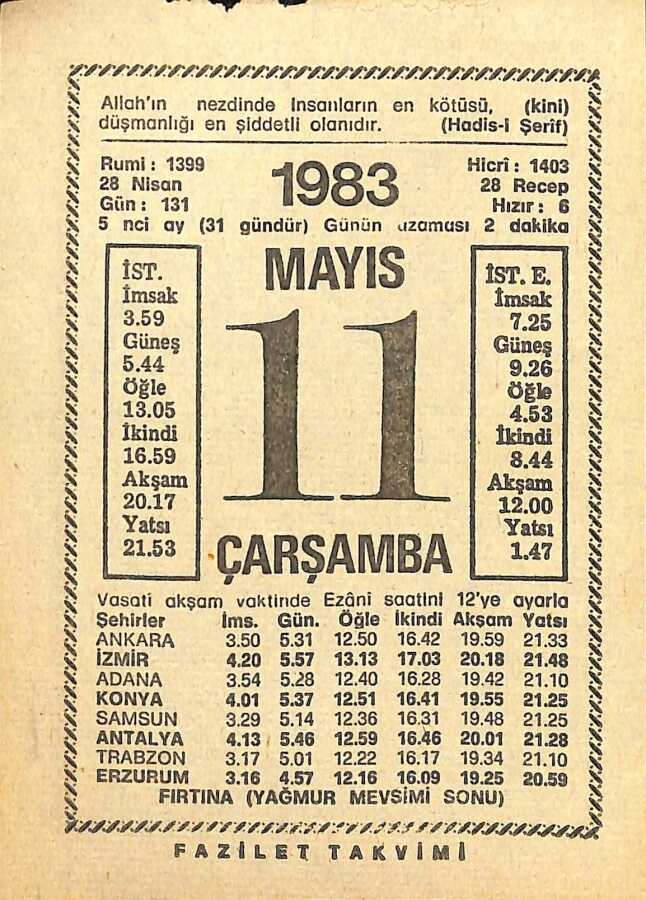 Allah'ın nezdinde insanların en kötüsü, (kini)
düşmanlığı en şiddetli olanıdır. (Hadis-i Şerîf)
Rumi : 1399
28 Nisan
Gün : 131
1983
Hicrî : 1403
28 Recep
Hızır : 6
5 nci ay (31 gündür) Günün uzaması 2 dakika
MAYIS
11
ÇARŞAMBA
İST.
İmsak
3.59
Güneş
5.44
Öğle
13.05
İkindi
16.59
Akşam
20.17
Yatsı
21.53
İST. E.
İmsak
7.25
Güneş
9.26
Öğle
4.53
İkindi
8.44
Akşam
12.00
Yatsı
1.47
Vasati akşam vaktinde Ezânî saatini 12'ye ayarla
Şehirler İms. Gün. Öğle İkindi Akşam Yatsı
ANKARA 3.50 5.31 12.50 16.42 19.59 21.33
İZMİR 4.20 5.57 13.13 17.03 20.18 21.48
ADANA 3.54 5.28 12.40 16.28 19.42 21.10
KONYA 4.01 5.37 12.51 16.41 19.55 21.25
SAMSUN 3.29 5.14 12.36 16.31 19.48 21.25
ANTALYA 4.13 5.46 12.59 16.46 20.01 21.28
TRABZON 3.17 5.01 12.22 16.17 19.34 21.10
ERZURUM 3.16 4.57 12.16 16.09 19.25 20.59
FIRTINA (YAĞMUR MEVSİMİ SONU)
FAZİLET TAKVİMİ